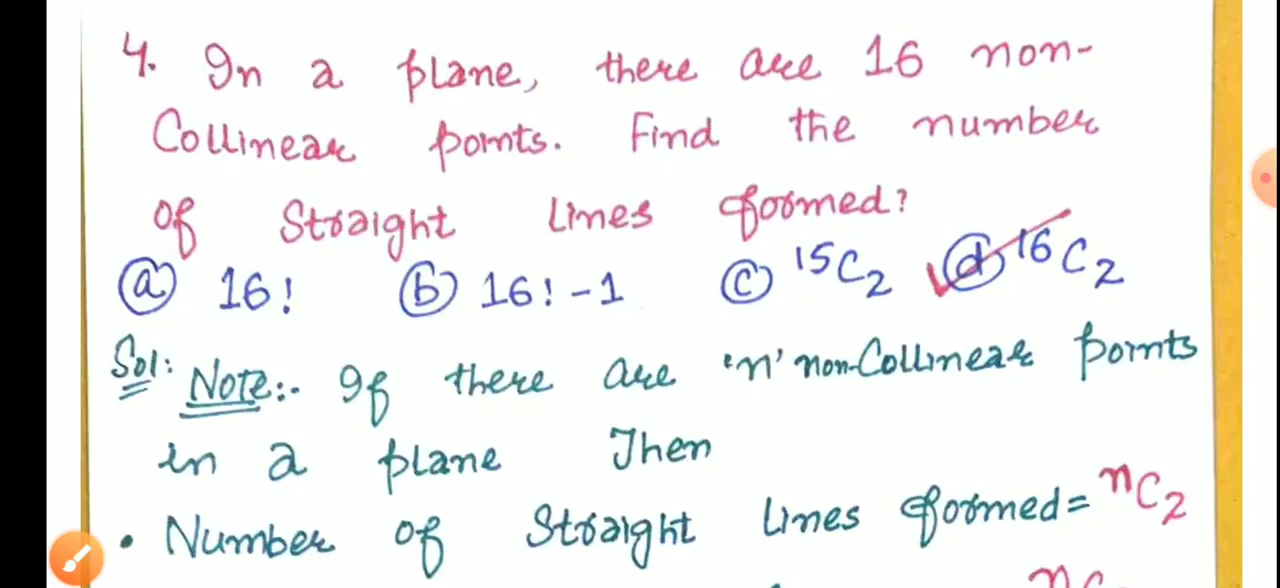 4. In a plane, there are 16 non-
Collinear points. Find the number
of Straight Lines formed?
ⓐ 16! ⓑ 16!-1 ⓒ ¹⁵C₂ ⓓ ¹⁶C₂
Sol:
Note:- If there are 'n' non-Collinear points
in a plane Then
• Number of Straight Lines formed = ⁿC₂